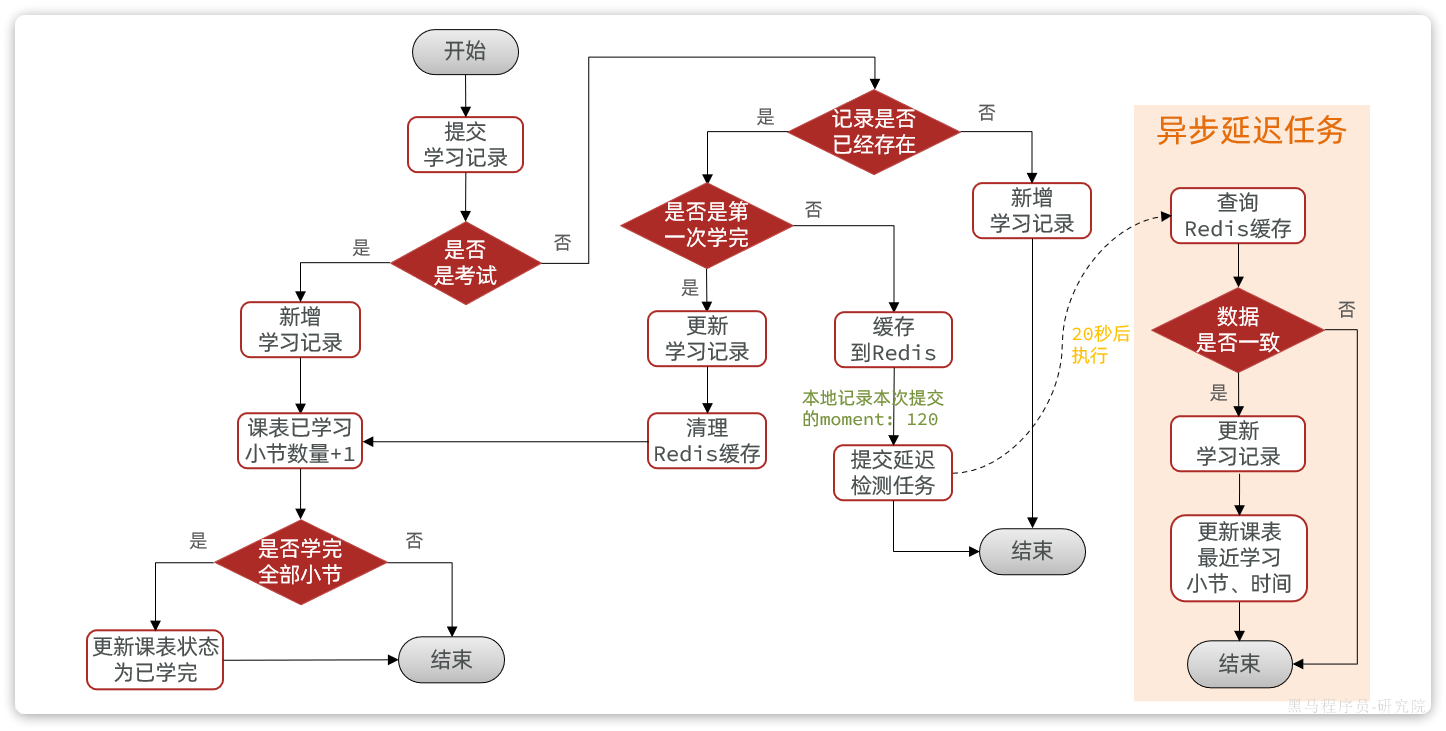 开始
提交
学习记录
是否
是考试
是
否
新增
学习记录
课表已学习
小节数量+1
是否学完
全部小节
是
否
更新课表状态
为已学完
结束
记录是否
已经存在
是
否
是否是第
一次学完
是
否
更新
学习记录
清理
Redis缓存
缓存
到Redis
本地记录本次提交
的moment: 120
提交延迟
检测任务
新增
学习记录
结束
20秒后
执行
异步延迟任务
查询
Redis缓存
数据
是否一致
是
否
更新
学习记录
更新课表
最近学习
小节、时间
结束
黑马程序员-研究院